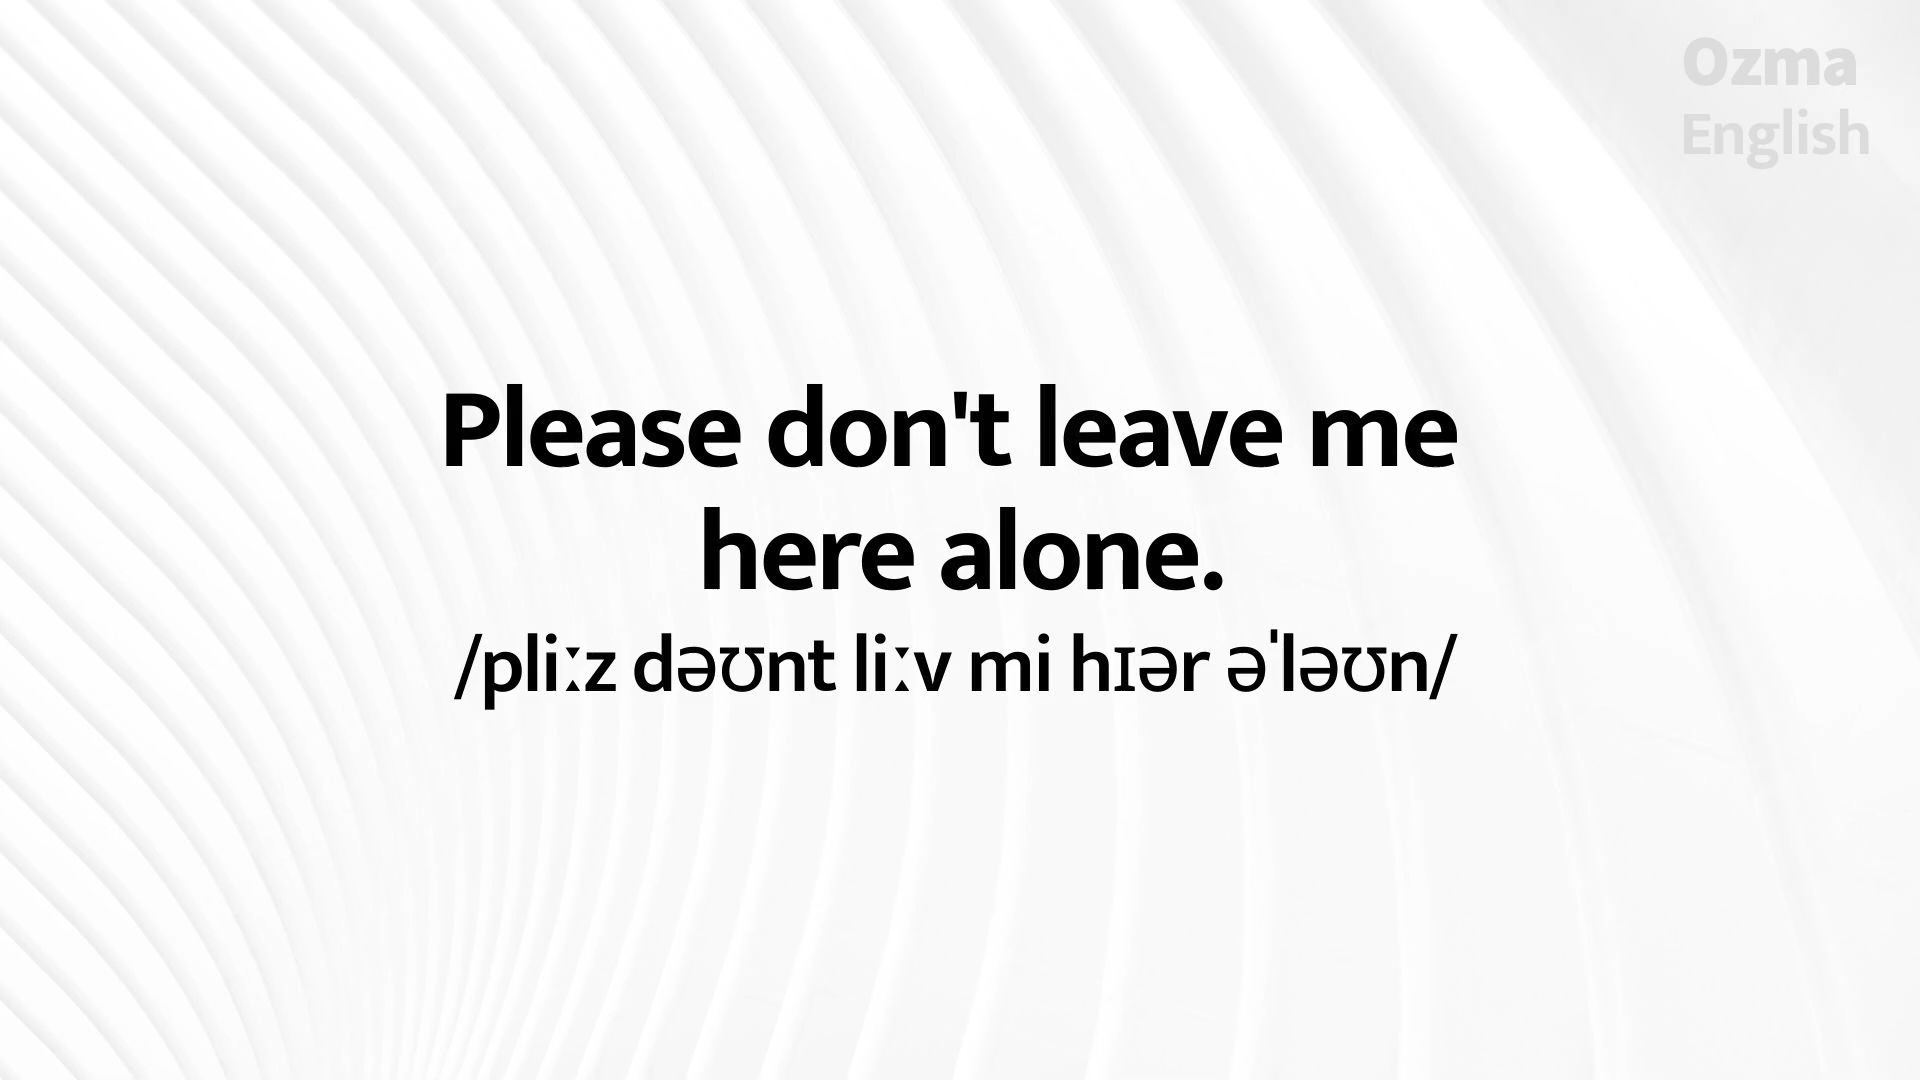 Ozma
English
Please don't leave me
here alone.
/pliːz dəʊnt liːv mi hɪər əˈləʊn/